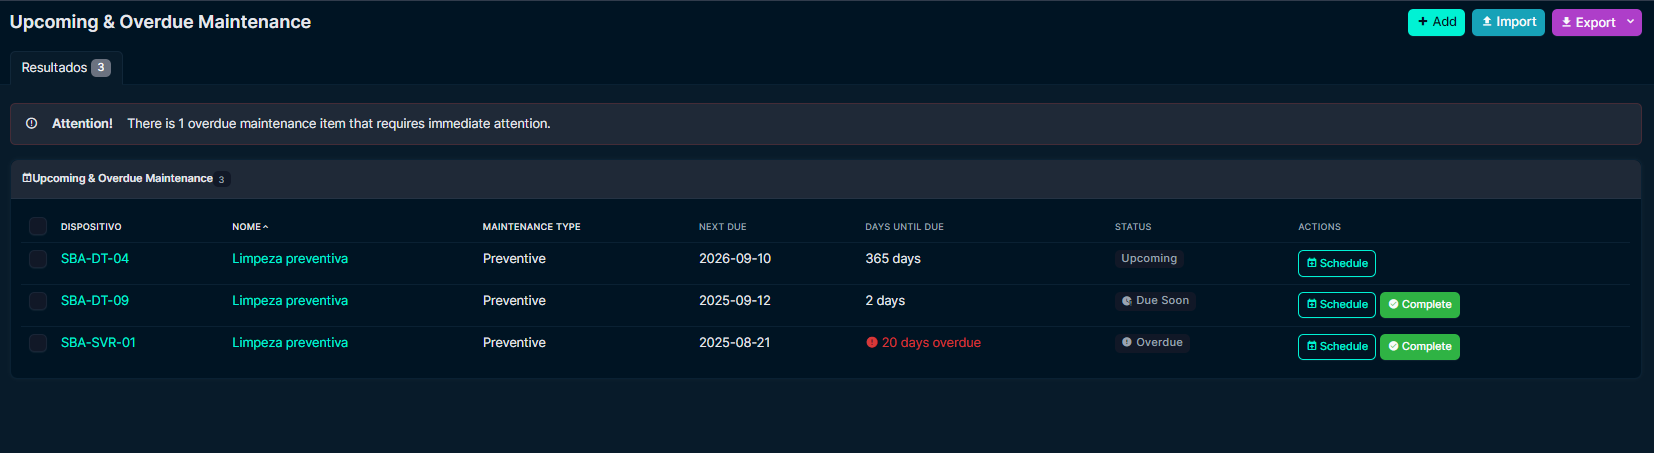 Upcoming & Overdue Maintenance
Add Import Export
Resultados 3
Attention! There is 1 overdue maintenance item that requires immediate attention.
Upcoming & Overdue Maintenance 3
DISPOSITIVO NOME MAINTENANCE TYPE NEXT DUE DAYS UNTIL DUE STATUS ACTIONS
SBA-DT-04 Limpeza preventiva Preventive 2026-09-10 365 days Upcoming Schedule
SBA-DT-09 Limpeza preventiva Preventive 2025-09-12 2 days Due Soon Schedule Complete
SBA-SVR-01 Limpeza preventiva Preventive 2025-08-21 20 days overdue Overdue Schedule Complete